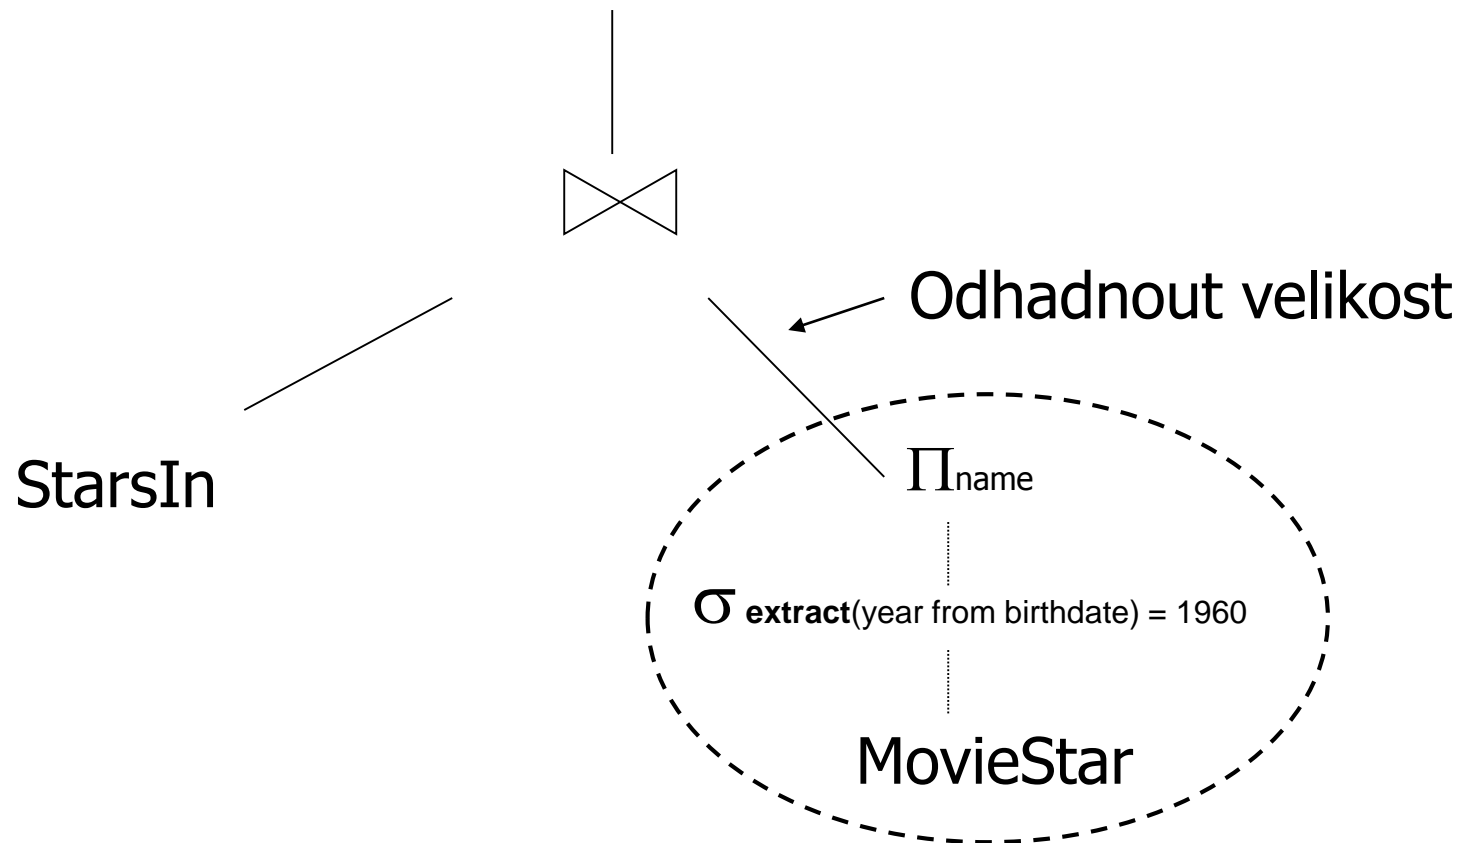 Odhadnout velikost
StarsIn
Πname
σ extract(year from birthdate) = 1960
MovieStar